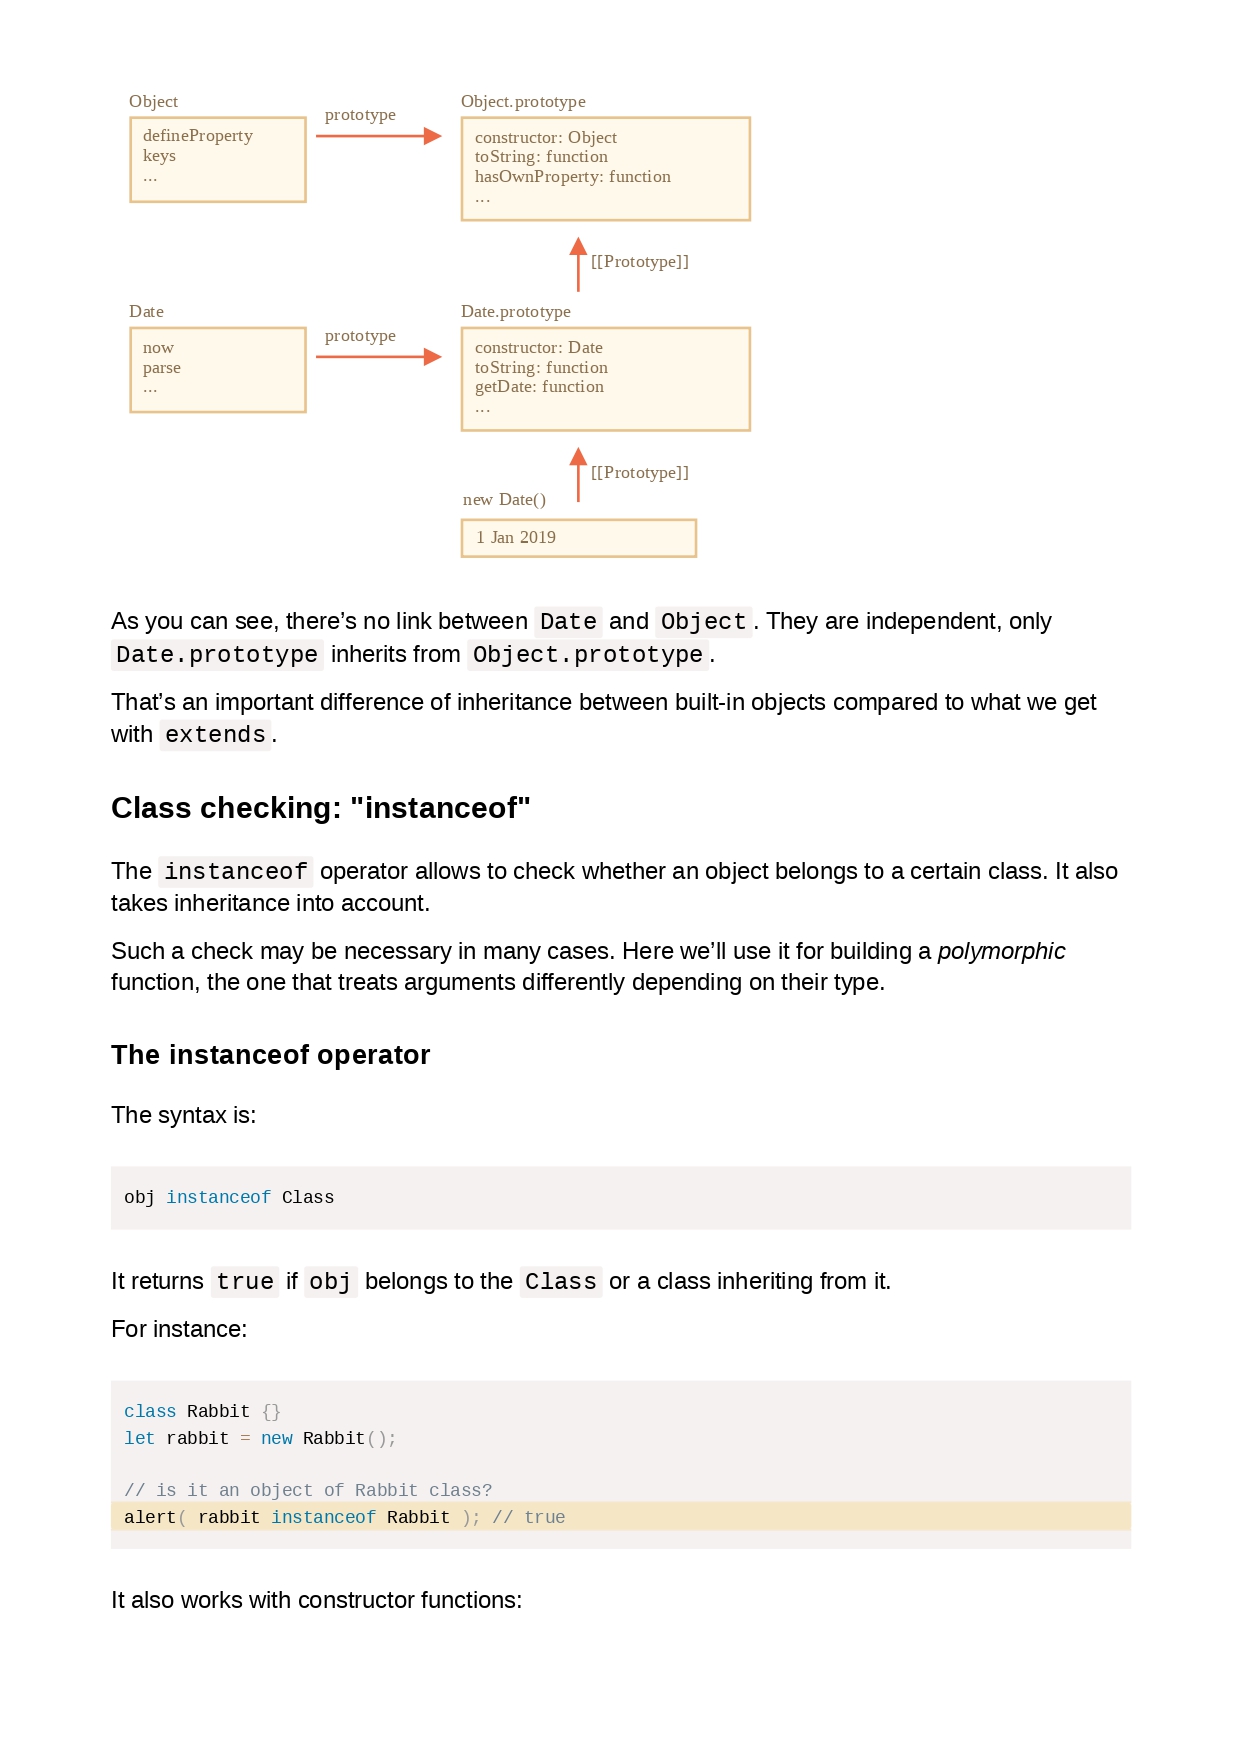 Object
prototype
Object.prototype
defineProperty
keys
...
constructor: Object
toString: function
hasOwnProperty: function
...
[[Prototype]]
Date
prototype
Date.prototype
now
parse
...
constructor: Date
toString: function
getDate: function
...
[[Prototype]]
new Date()
1 Jan 2019
As you can see, there’s no link between Date and Object. They are independent, only
Date.prototype inherits from Object.prototype.
That’s an important difference of inheritance between built-in objects compared to what we get
with extends.
Class checking: "instanceof"
The instanceof operator allows to check whether an object belongs to a certain class. It also
takes inheritance into account.
Such a check may be necessary in many cases. Here we’ll use it for building a polymorphic
function, the one that treats arguments differently depending on their type.
The instanceof operator
The syntax is:
obj instanceof Class
It returns true if obj belongs to the Class or a class inheriting from it.
For instance:
class Rabbit {}
let rabbit = new Rabbit();
// is it an object of Rabbit class?
alert( rabbit instanceof Rabbit ); // true
It also works with constructor functions: